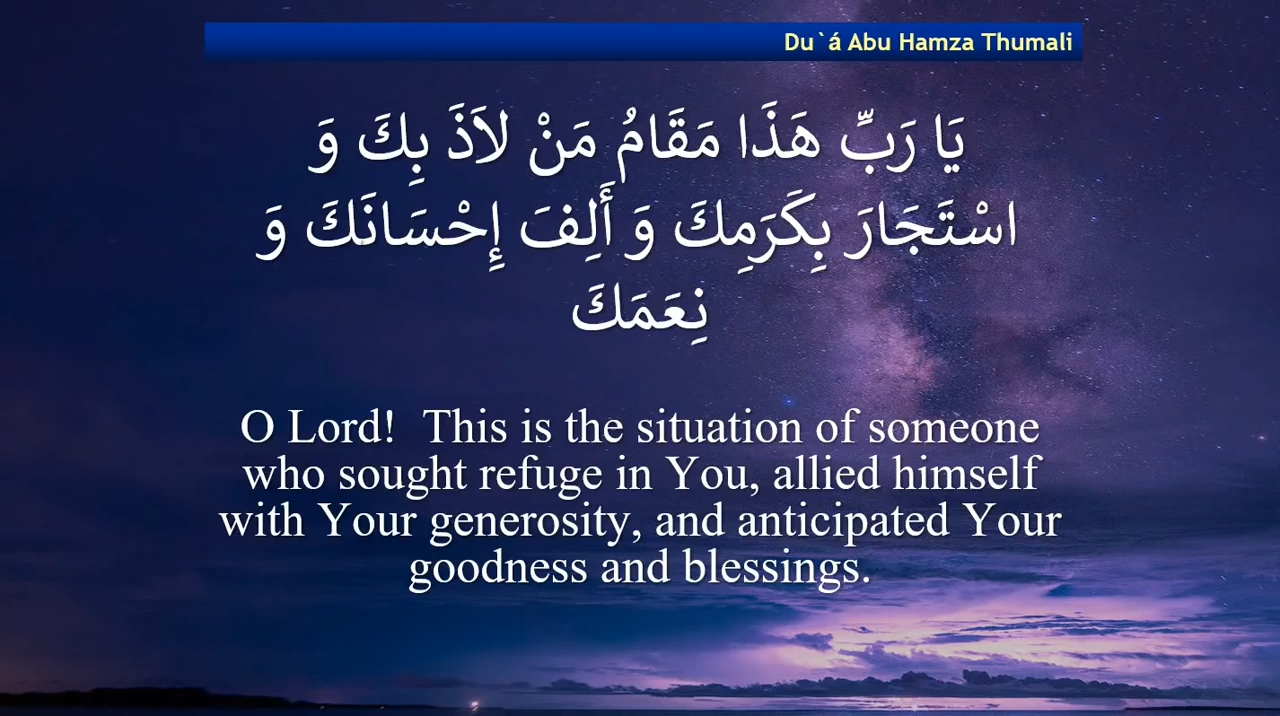 Du`á Abu Hamza Thumali
يَا رَبِّ هَذَا مَقَامُ مَنْ لاَذَ بِكَ وَ
اسْتَجَارَ بِكَرَمِكَ وَ أَلِفَ إِحْسَانَكَ وَ
نِعَمَكَ
O Lord!  This is the situation of someone
who sought refuge in You, allied himself
with Your generosity, and anticipated Your
goodness and blessings.